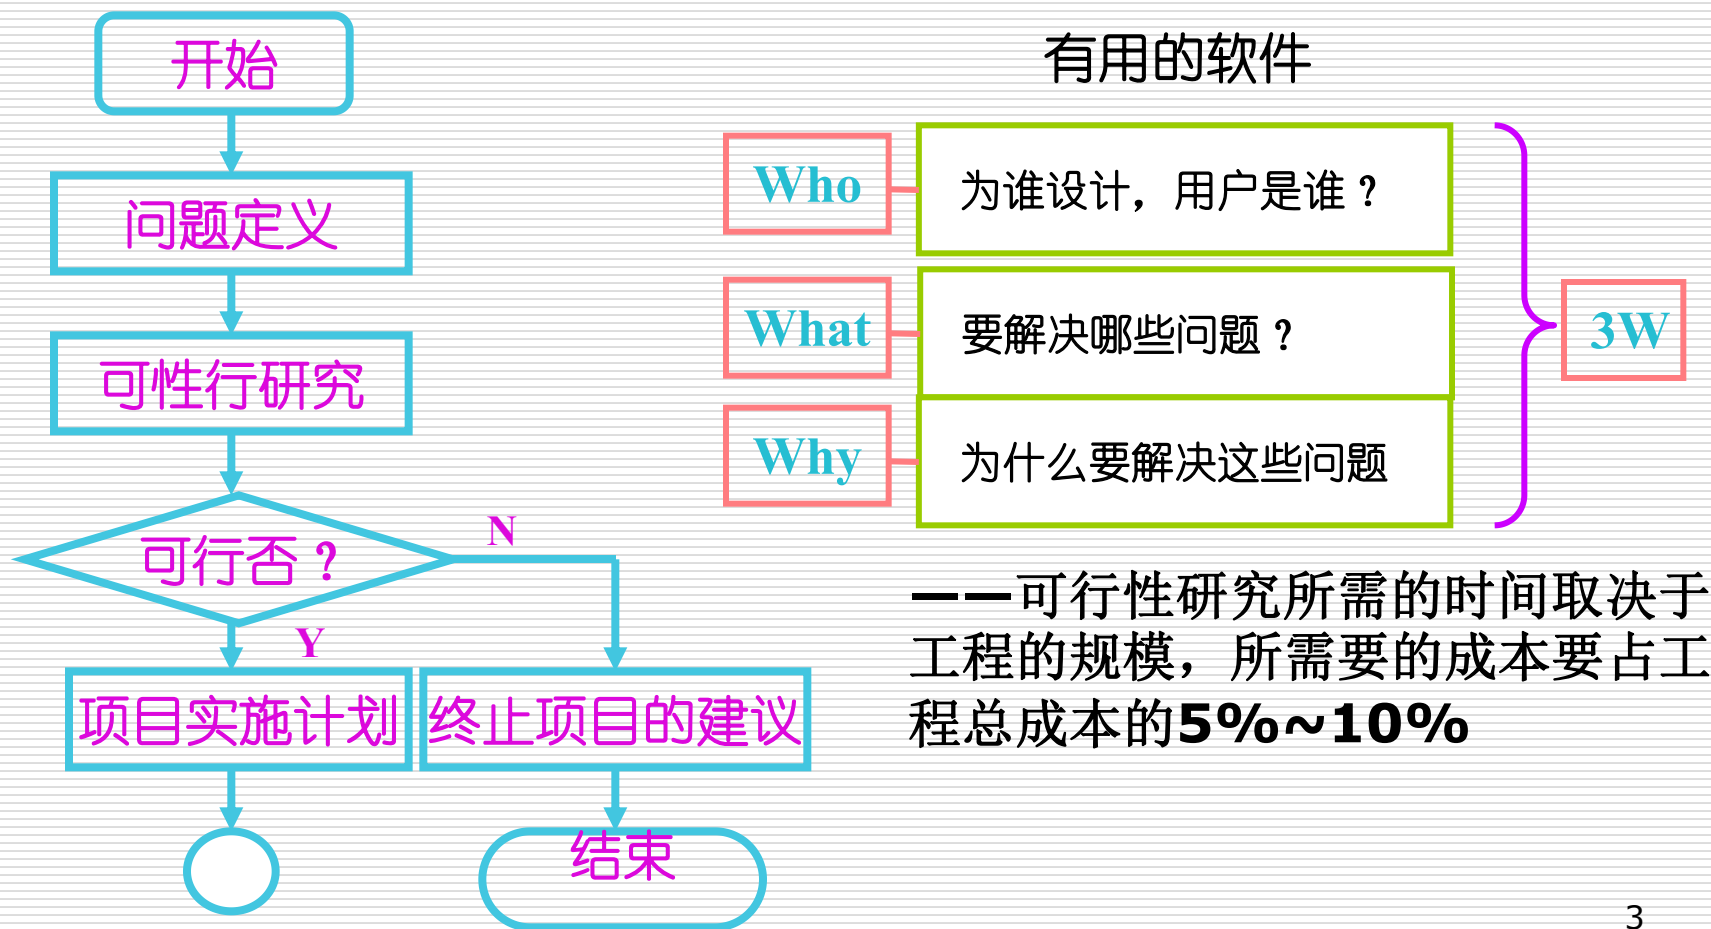 开始
问题定义
可性行研究
可行否？
N
Y
项目实施计划
终止项目的建议
结束
有用的软件
Who
为谁设计，用户是谁？
What
要解决哪些问题？
Why
为什么要解决这些问题
3W
——可行性研究所需的时间取决于
工程的规模，所需要的成本要占工
程总成本的5%~10%
3